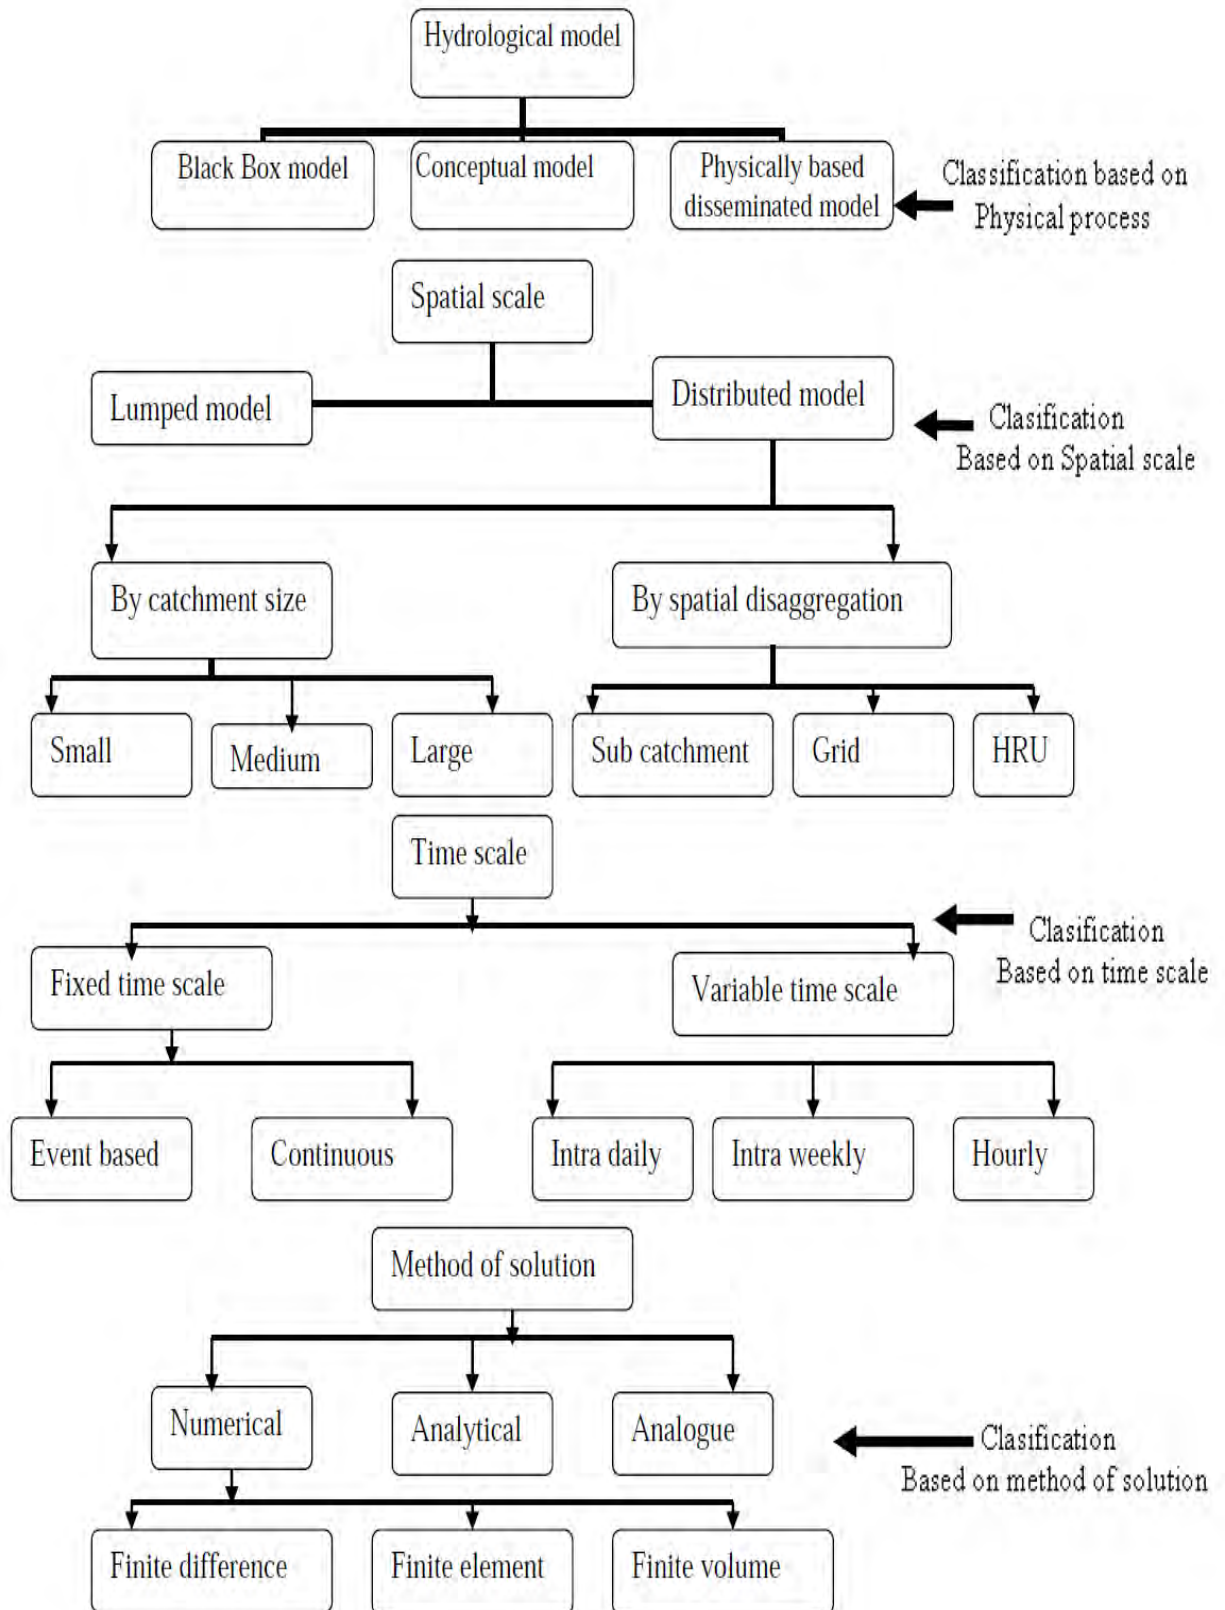 Hydrological model
Black Box model
Conceptual model
Physically based
disseminated model
Classification based on
Physical process
Spatial scale
Lumped model
Distributed model
Clasification
Based on Spatial scale
By catchment size
By spatial disaggregation
Small
Medium
Large
Sub catchment
Grid
HRU
Time scale
Clasification
Based on time scale
Fixed time scale
Variable time scale
Event based
Continuous
Intra daily
Intra weekly
Hourly
Method of solution
Numerical
Analytical
Analogue
Clasification
Based on method of solution
Finite difference
Finite element
Finite volume